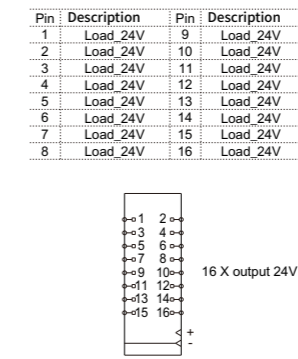 Pin Description Pin Description
1 Load_24V 9 Load_24V
2 Load_24V 10 Load_24V
3 Load_24V 11 Load_24V
4 Load_24V 12 Load_24V
5 Load_24V 13 Load_24V
6 Load_24V 14 Load_24V
7 Load_24V 15 Load_24V
8 Load_24V 16 Load_24V
1 2
3 4
5 6
7 8
9 10
11 12
13 14
15 16
16 X output 24V
+
-